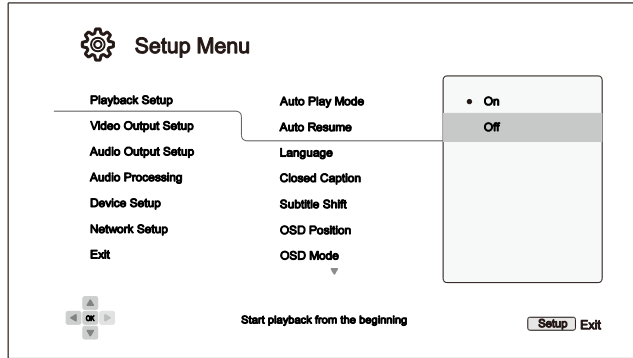 Setup Menu
Playback Setup
Video Output Setup
Audio Output Setup
Audio Processing
Device Setup
Network Setup
Exit
Auto Play Mode
Auto Resume
Language
Closed Caption
Subtitle Shift
OSD Position
OSD Mode
On
Off
OK
Start playback from the beginning
Setup Exit